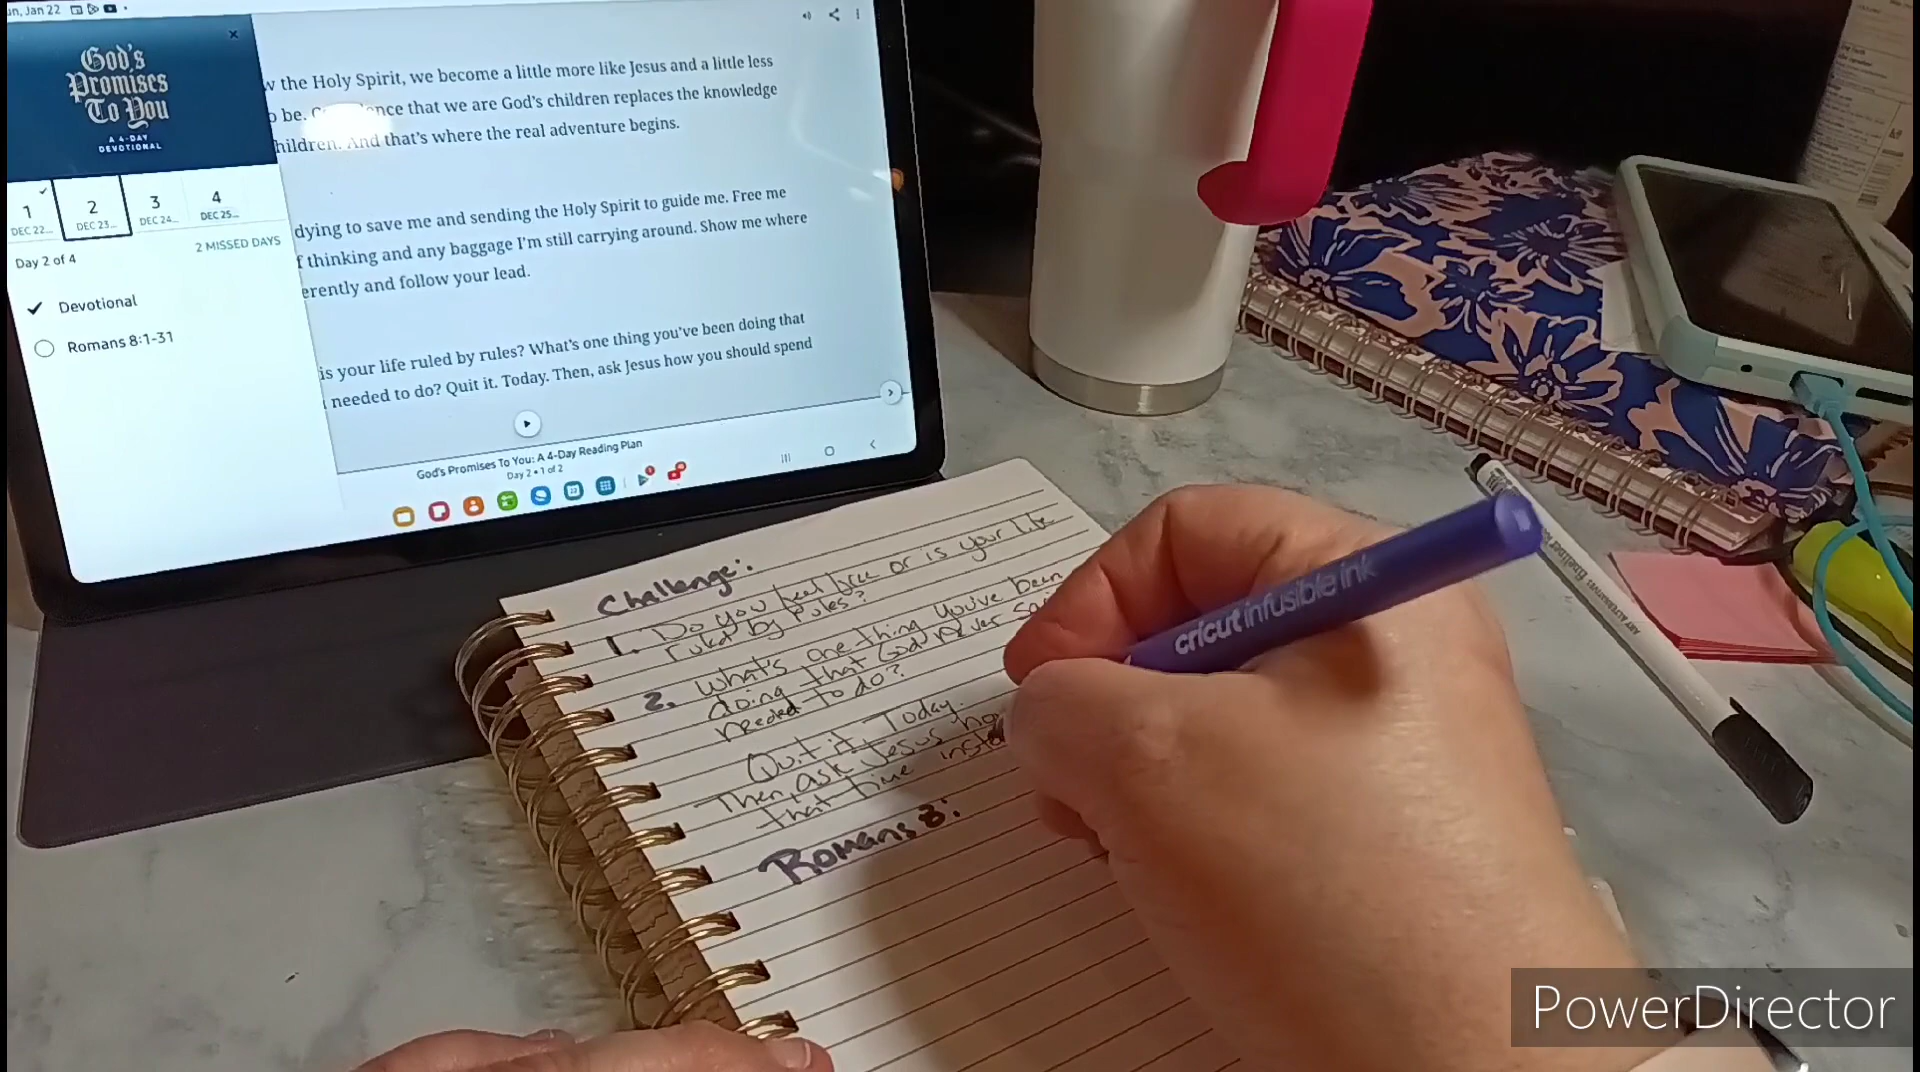 Jan 22
God's
Promises
To You
A 4-DAY
DEVOTIONAL
1
DEC 22...
2
DEC 23...
3
DEC 24...
4
DEC 25...
2 MISSED DAYS
Day 2 of 4
Devotional
Romans 8:1-31
the Holy Spirit, we become a little more like Jesus and a little less
be. that we are God's children replaces the knowledge
And that's where the real adventure begins.
dying to save me and sending the Holy Spirit to guide me. Free me
thinking and any baggage I'm still carrying around. Show me where
erently and follow your lead.
is your life ruled by rules? What's one thing you've been doing that
needed to do? Quit it. Today. Then, ask Jesus how you should spend
God's Promises To You: A 4-Day Reading Plan
Day 2 • 1 of 2
Challenge:
1. Do you feel free or is your life
ruled by rules?
2. What's one thing you've been
doing that God never sai
needed to do?
Quit it. Today.
Then, ask Jesus ho
that time inste
Romans 8:
cricut infusible ink
PowerDirector